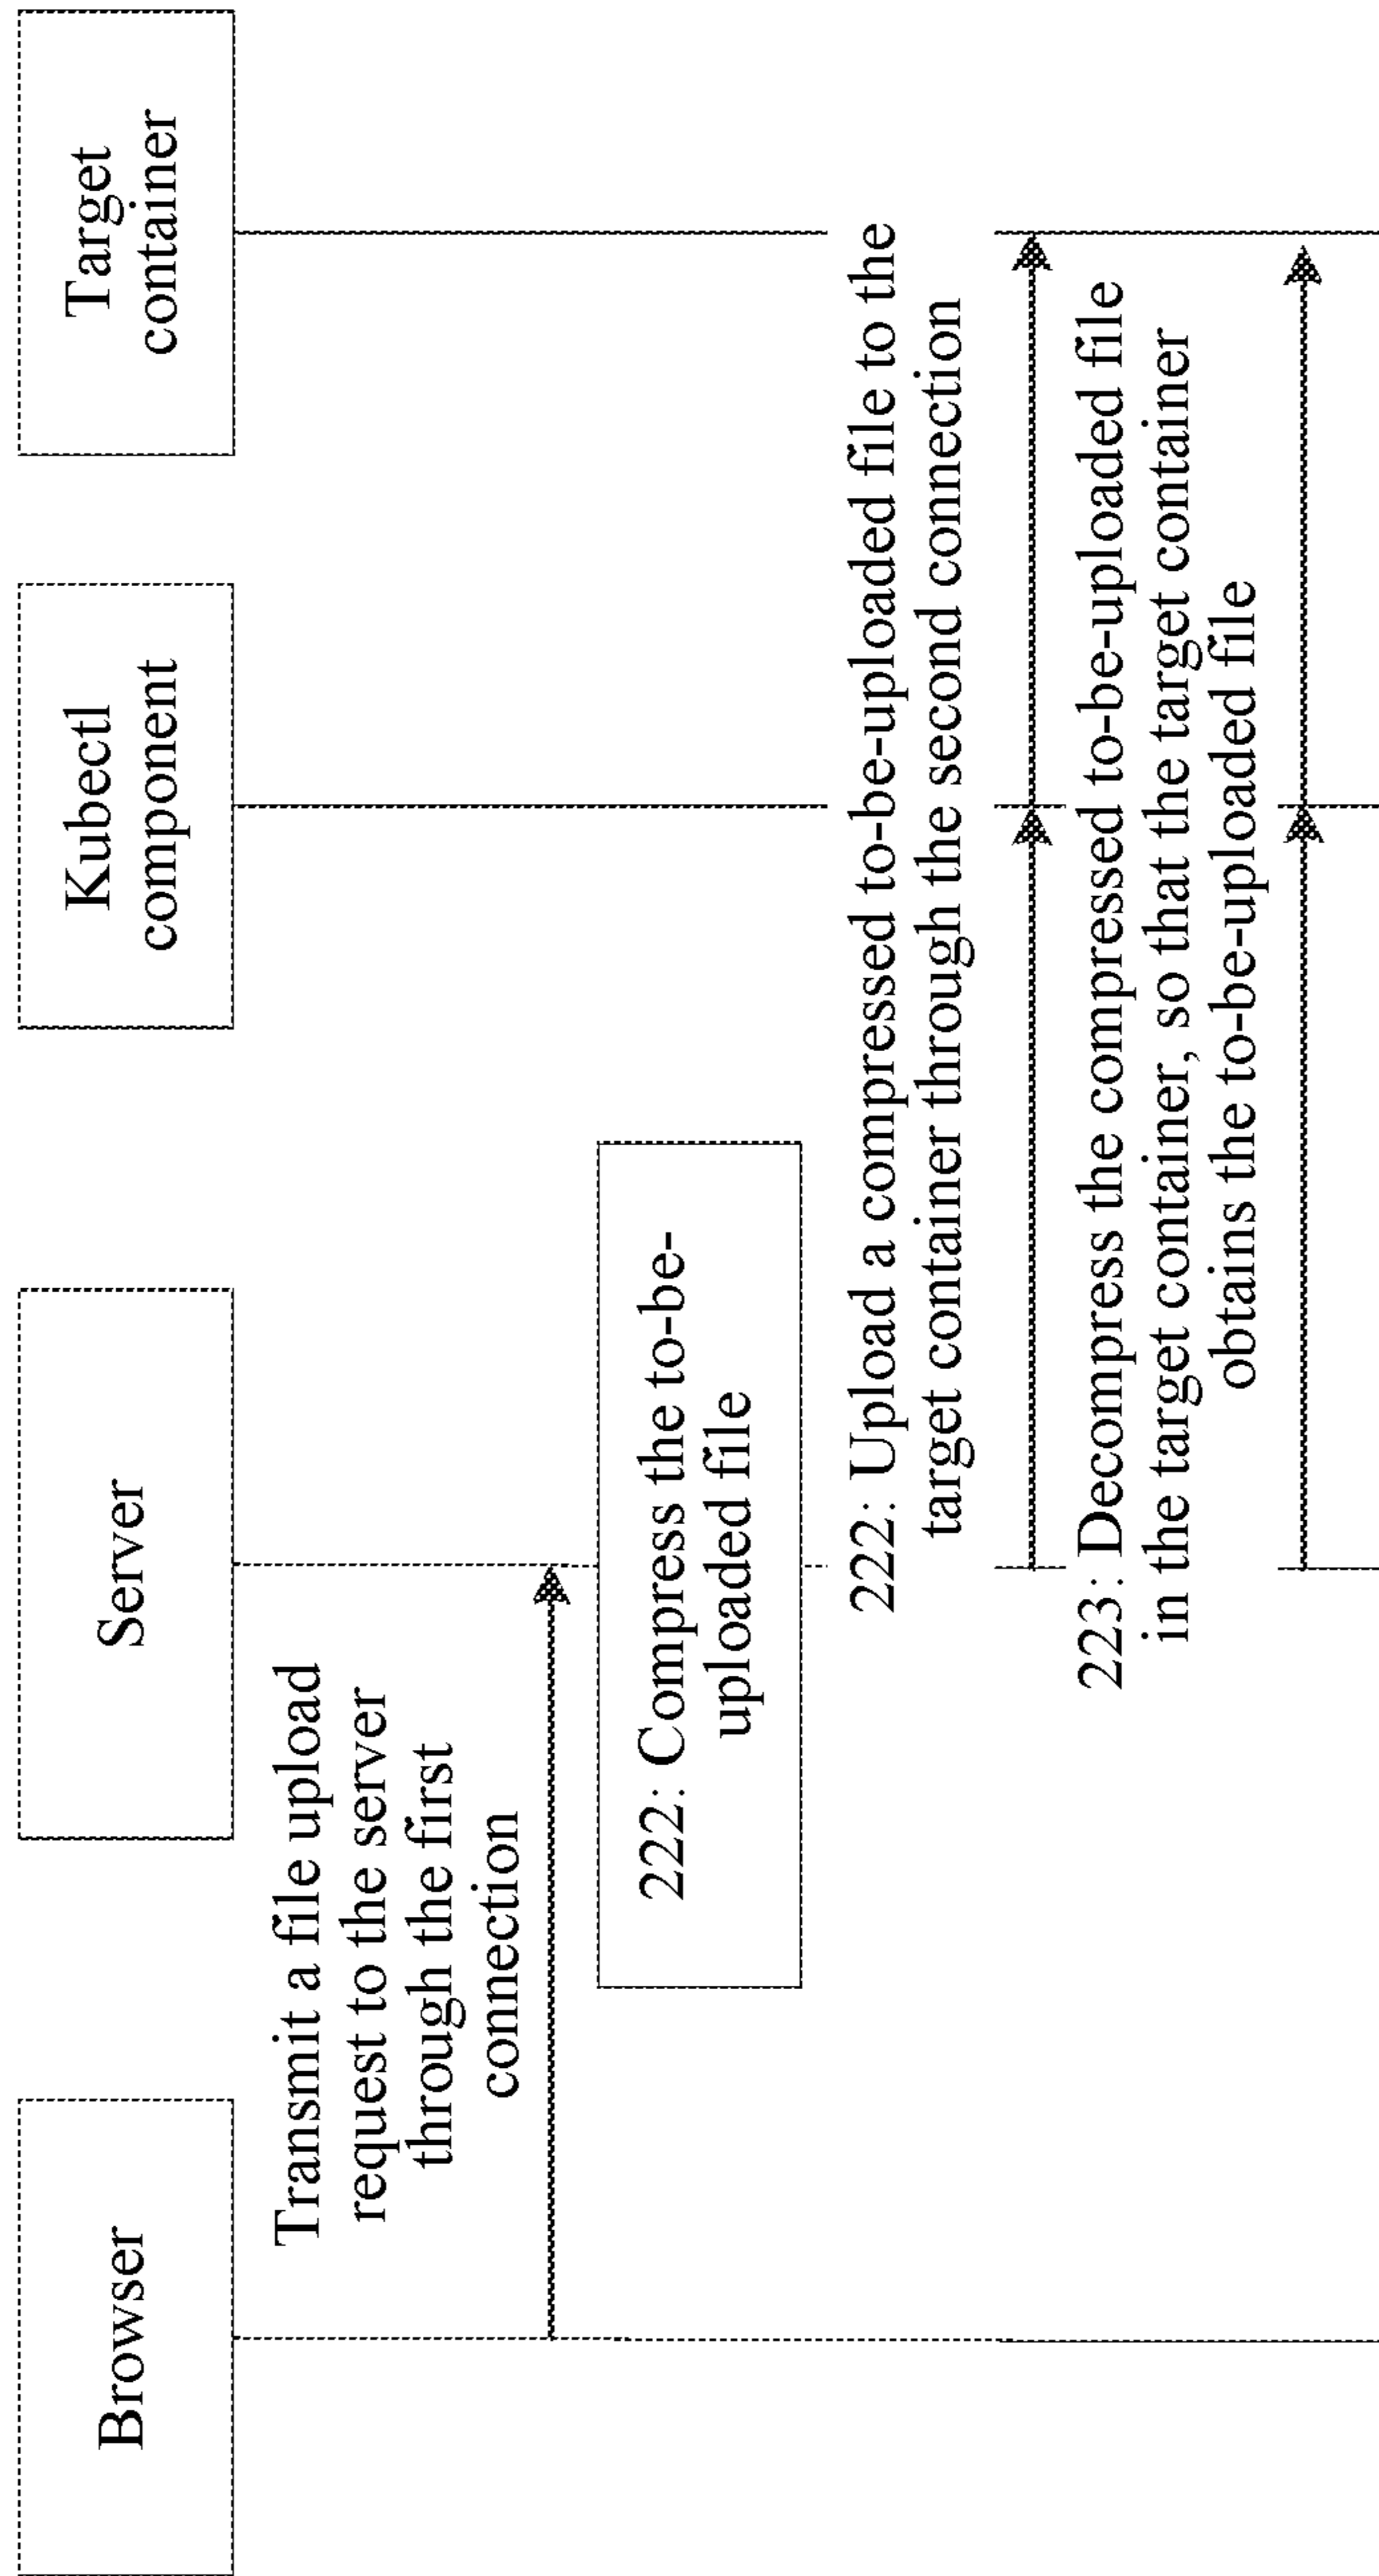 Browser
Server
Kubectl
component
Target
container
Transmit a file upload
request to the server
through the first
connection
222: Compress the to-be-
uploaded file
222: Upload a compressed to-be-uploaded file to the
target container through the second connection
223: Decompress the compressed to-be-uploaded file
in the target container, so that the target container
obtains the to-be-uploaded file